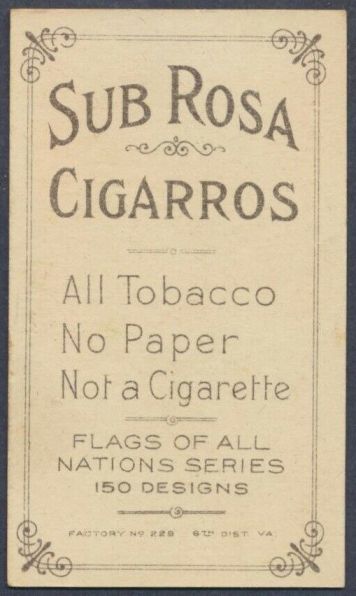 SUB ROSA
CIGARROS
All Tobacco
No Paper
Not a Cigarette
FLAGS OF ALL
NATIONS SERIES
150 DESIGNS
FACTORY Nº 229 6TH DIST. VA.